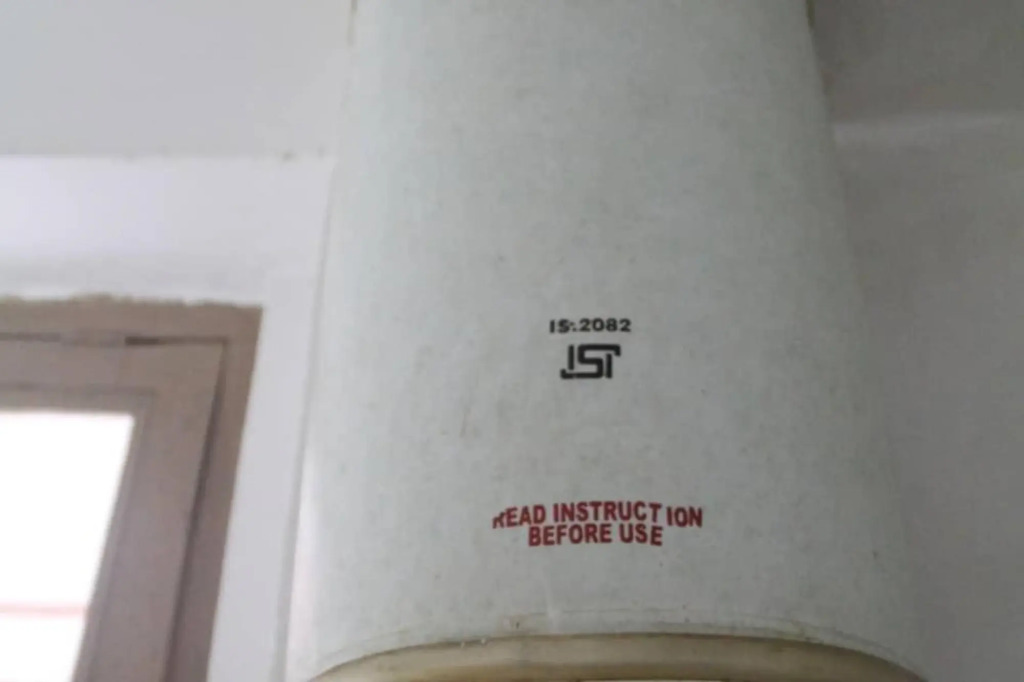 IS:2082
ISI
READ INSTRUCTION
BEFORE USE